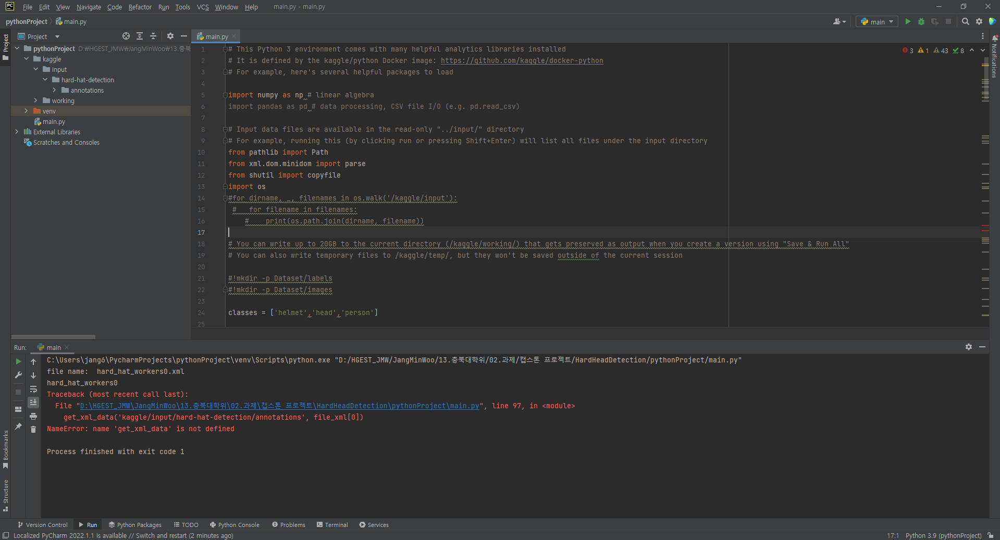 PC File Edit View Navigate Code Refactor Run Tools VCS Window Help main.py - main.py
pythonProject main.py main
Project
Project
main.py
Notifications
pythonProject D:₩HGEST_JMW₩JangMinWoo₩13.충북
kaggle
input
hard-hat-detection
annotations
working
venv
main.py
External Libraries
Scratches and Consoles
3 1 43 8
1 # This Python 3 environment comes with many helpful analytics libraries installed
2 # It is defined by the kaggle/python Docker image: https://github.com/kaggle/docker-python
3 # For example, here's several helpful packages to load
4
5 import numpy as np # linear algebra
6 import pandas as pd # data processing, CSV file I/O (e.g. pd.read_csv)
7
8 # Input data files are available in the read-only "../input/" directory
9 # For example, running this (by clicking run or pressing Shift+Enter) will list all files under the input directory
10 from pathlib import Path
11 from xml.dom.minidom import parse
12 from shutil import copyfile
13 import os
14 #for dirname, _, filenames in os.walk('/kaggle/input'):
15 #   for filename in filenames:
16 #    print(os.path.join(dirname, filename))
17
18 # You can write up to 20GB to the current directory (/kaggle/working/) that gets preserved as output when you create a version using "Save & Run All"
19 # You can also write temporary files to /kaggle/temp/, but they won't be saved outside of the current session
20
21 #!mkdir -p Dataset/labels
22 #!mkdir -p Dataset/images
23
24 classes = ['helmet','head','person']
25
Run: main
C:\Users\jang6\PycharmProjects\pythonProject\venv\Scripts\python.exe "D:/HGEST_JMW/JangMinWoo/13.충북대학위/02.과제/캡스톤 프로젝트/HardHeadDetection/pythonProject/main.py"
file name:  hard_hat_workers0.xml
hard_hat_workers0
Traceback (most recent call last):
File "D:\HGEST_JMW\JangMinWoo\13.충북대학위\02.과제\캡스톤 프로젝트\HardHeadDetection\pythonProject\main.py", line 97, in <module>
get_xml_data('kaggle/input/hard-hat-detection/annotations', file_xml[0])
NameError: name 'get_xml_data' is not defined
Process finished with exit code 1
Bookmarks
Structure
Version Control Run Python Packages TODO Python Console Problems Terminal Services
Localized PyCharm 2022.1.1 is available // Switch and restart (2 minutes ago) 17:1 Python 3.9 (pythonProject)